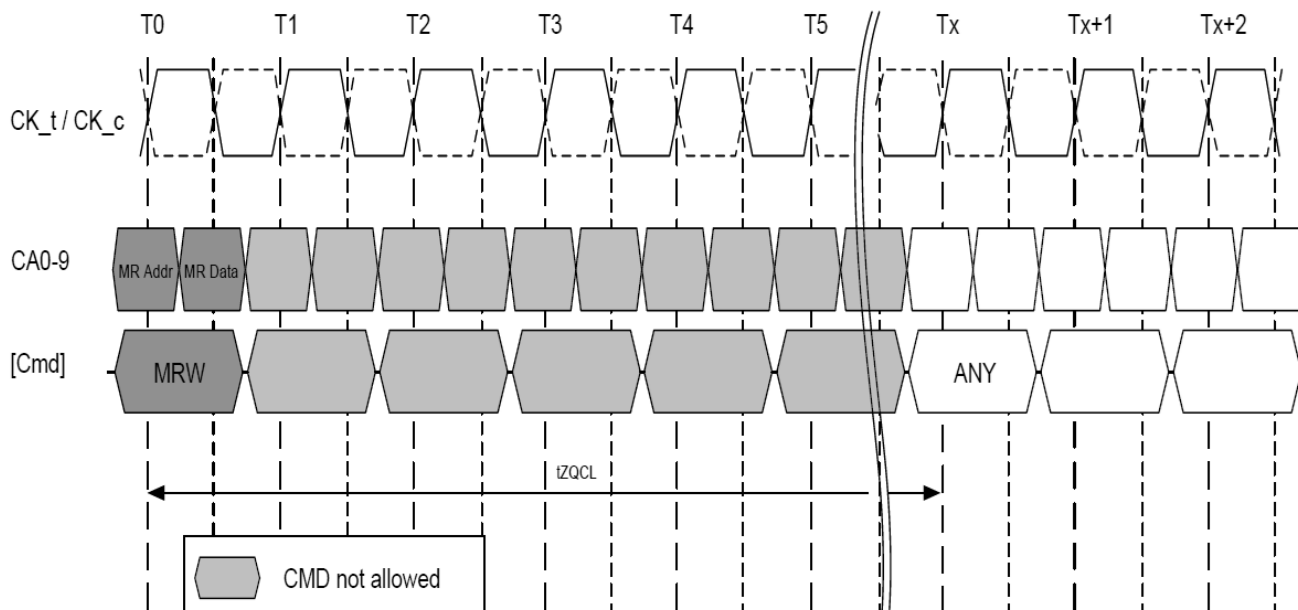 T0 T1 T2 T3 T4 T5 Tx Tx+1 Tx+2
CK_t / CK_c
CA0-9 MR Addr MR Data
[Cmd] MRW ANY
tZQCL
CMD not allowed